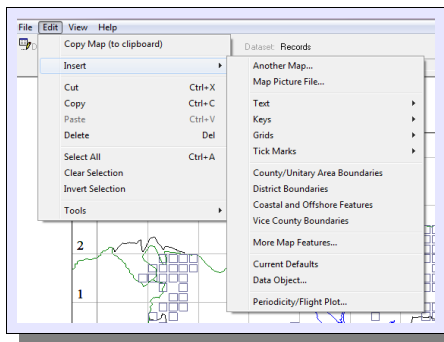 File Edit View Help
Dataset: Records
Copy Map (to clipboard)
Insert
Cut Ctrl+X
Copy Ctrl+C
Paste Ctrl+V
Delete Del
Select All Ctrl+A
Clear Selection
Invert Selection
Tools
Another Map...
Map Picture File...
Text
Keys
Grids
Tick Marks
County/Unitary Area Boundaries
District Boundaries
Coastal and Offshore Features
Vice County Boundaries
More Map Features...
Current Defaults
Data Object...
Periodicity/Flight Plot...
2
1